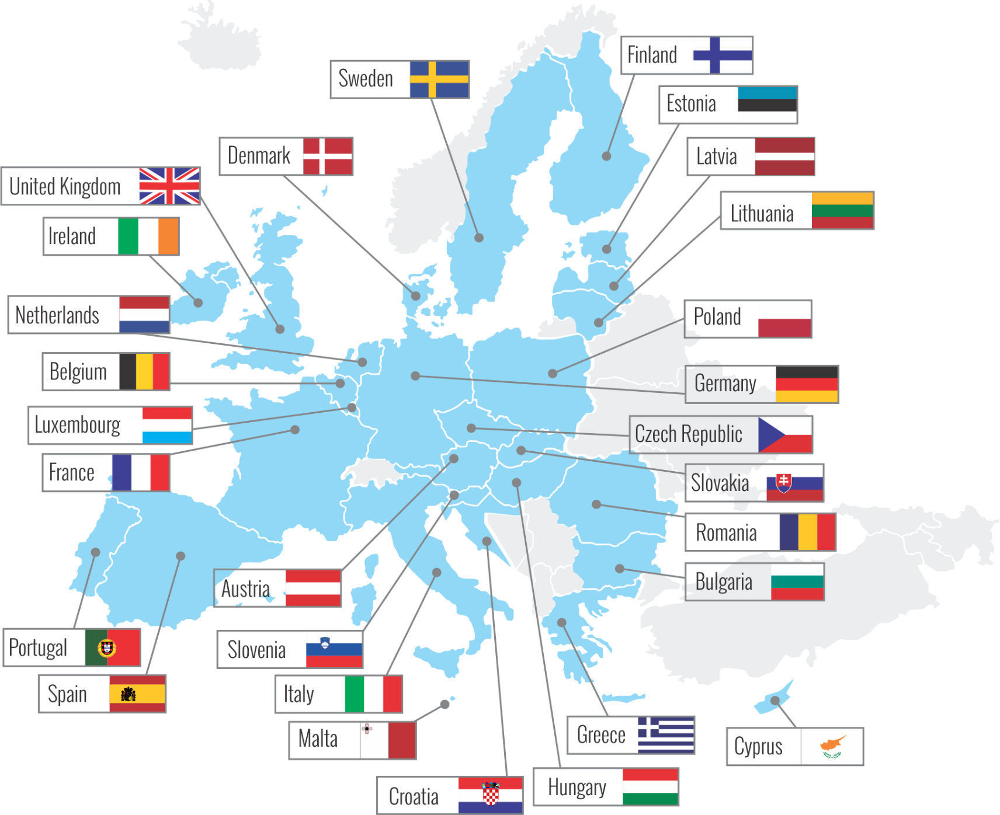 Finland
Sweden
Estonia
Denmark
Latvia
United Kingdom
Lithuania
Ireland
Netherlands
Poland
Belgium
Germany
Luxembourg
Czech Republic
France
Slovakia
Romania
Bulgaria
Austria
Portugal
Slovenia
Spain
Italy
Malta
Greece
Cyprus
Croatia
Hungary